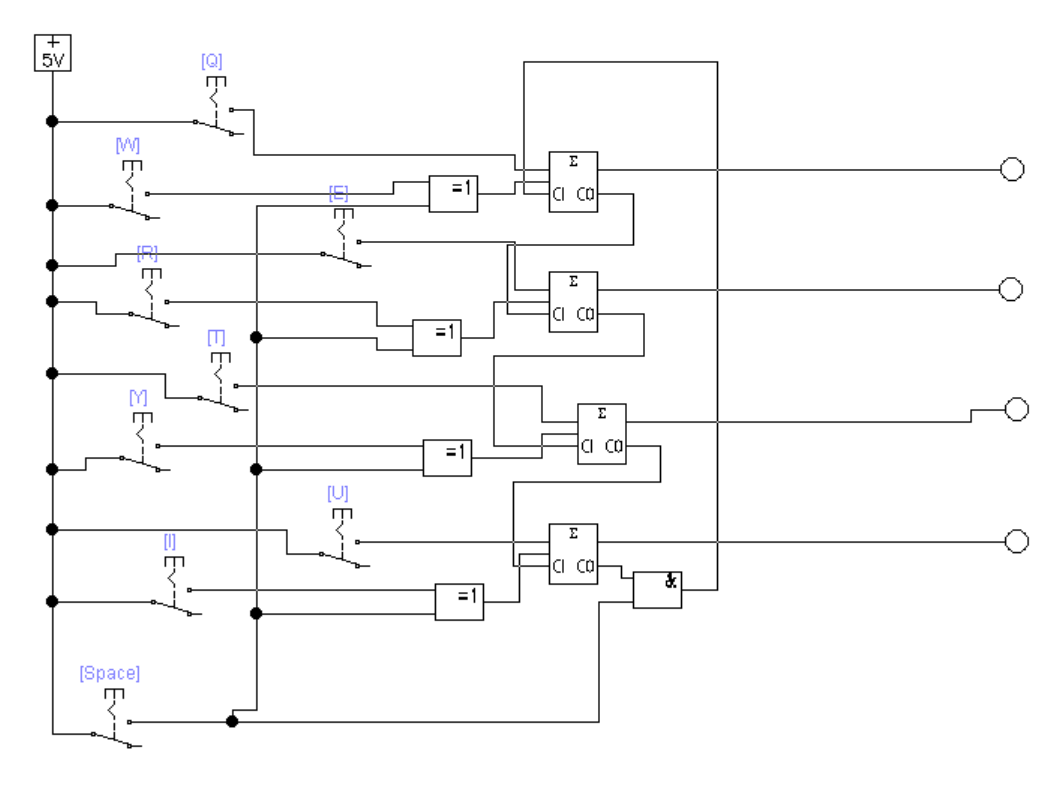 +
5V
[Q]
[W]
Σ
=1
CI CO
[E]
[R]
Σ
CI CO
=1
[T]
[Y]
Σ
CI CO
=1
[U]
Σ
[I]
CI CO
&
=1
[Space]